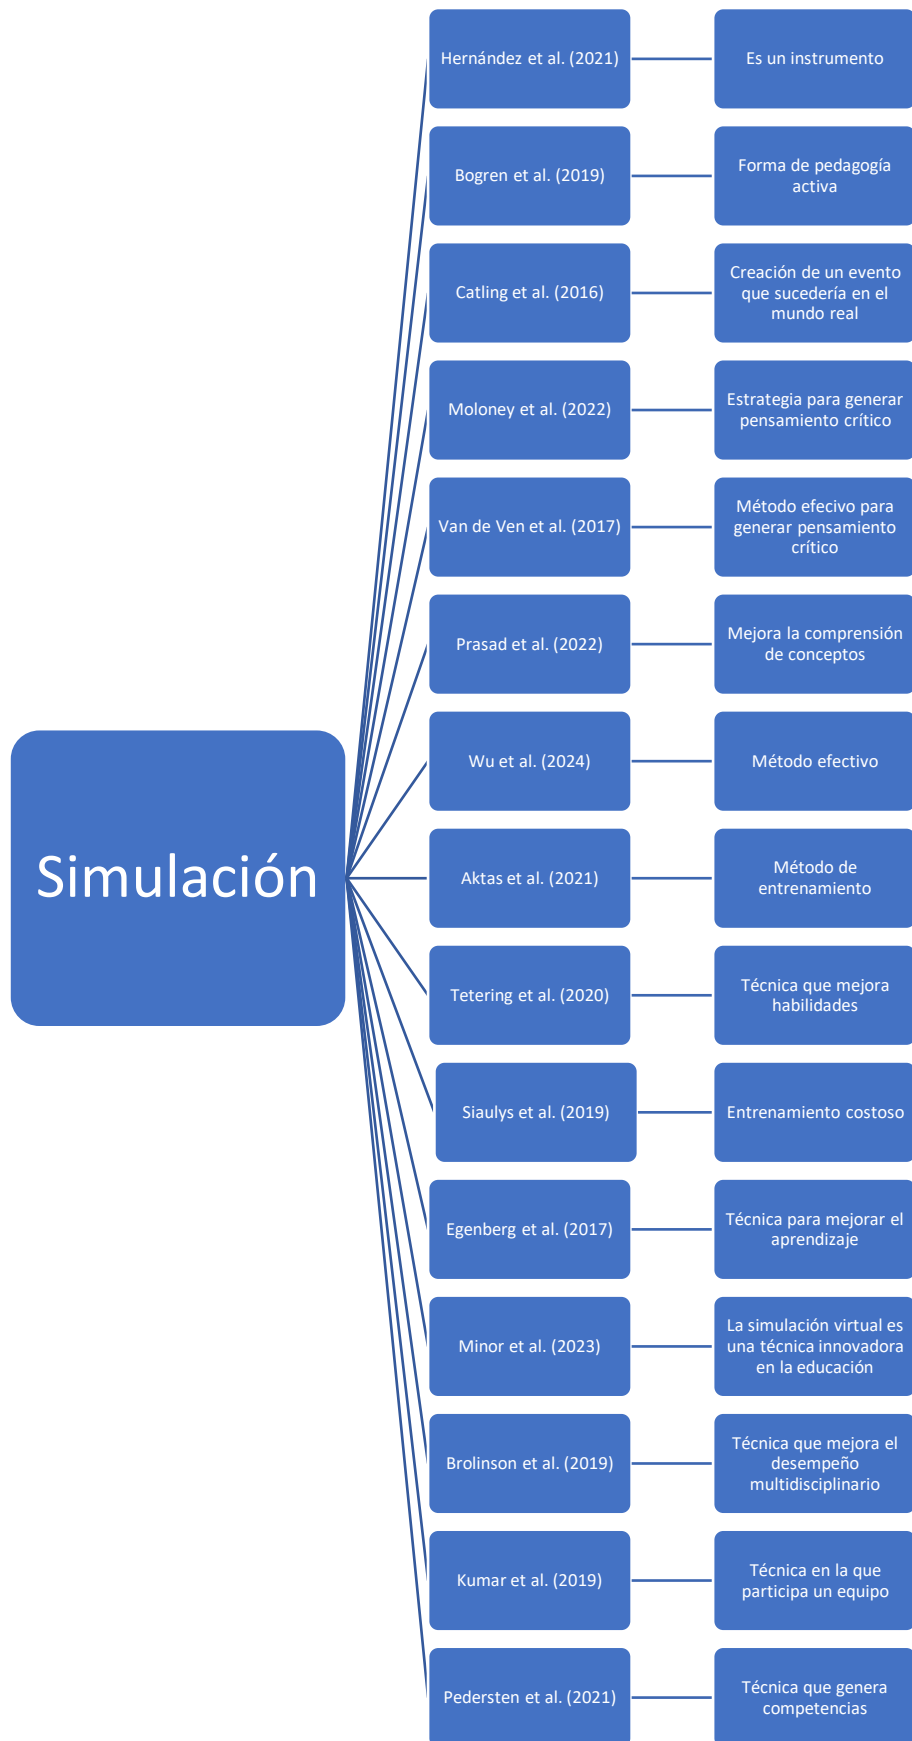 Hernández et al. (2021)
Es un instrumento
Bogren et al. (2019)
Forma de pedagogía
activa
Catling et al. (2016)
Creación de un evento
que sucedería en el
mundo real
Moloney et al. (2022)
Estrategia para generar
pensamiento crítico
Van de Ven et al. (2017)
Método efecivo para
generar pensamiento
crítico
Prasad et al. (2022)
Mejora la comprensión
de conceptos
Wu et al. (2024)
Método efectivo
Simulación
Aktas et al. (2021)
Método de
entrenamiento
Tetering et al. (2020)
Técnica que mejora
habilidades
Siaulys et al. (2019)
Entrenamiento costoso
Egenberg et al. (2017)
Técnica para mejorar el
aprendizaje
Minor et al. (2023)
La simulación virtual es
una técnica innovadora
en la educación
Brolinson et al. (2019)
Técnica que mejora el
desempeño
multidisciplinario
Kumar et al. (2019)
Técnica en la que
participa un equipo
Pedersten et al. (2021)
Técnica que genera
competencias